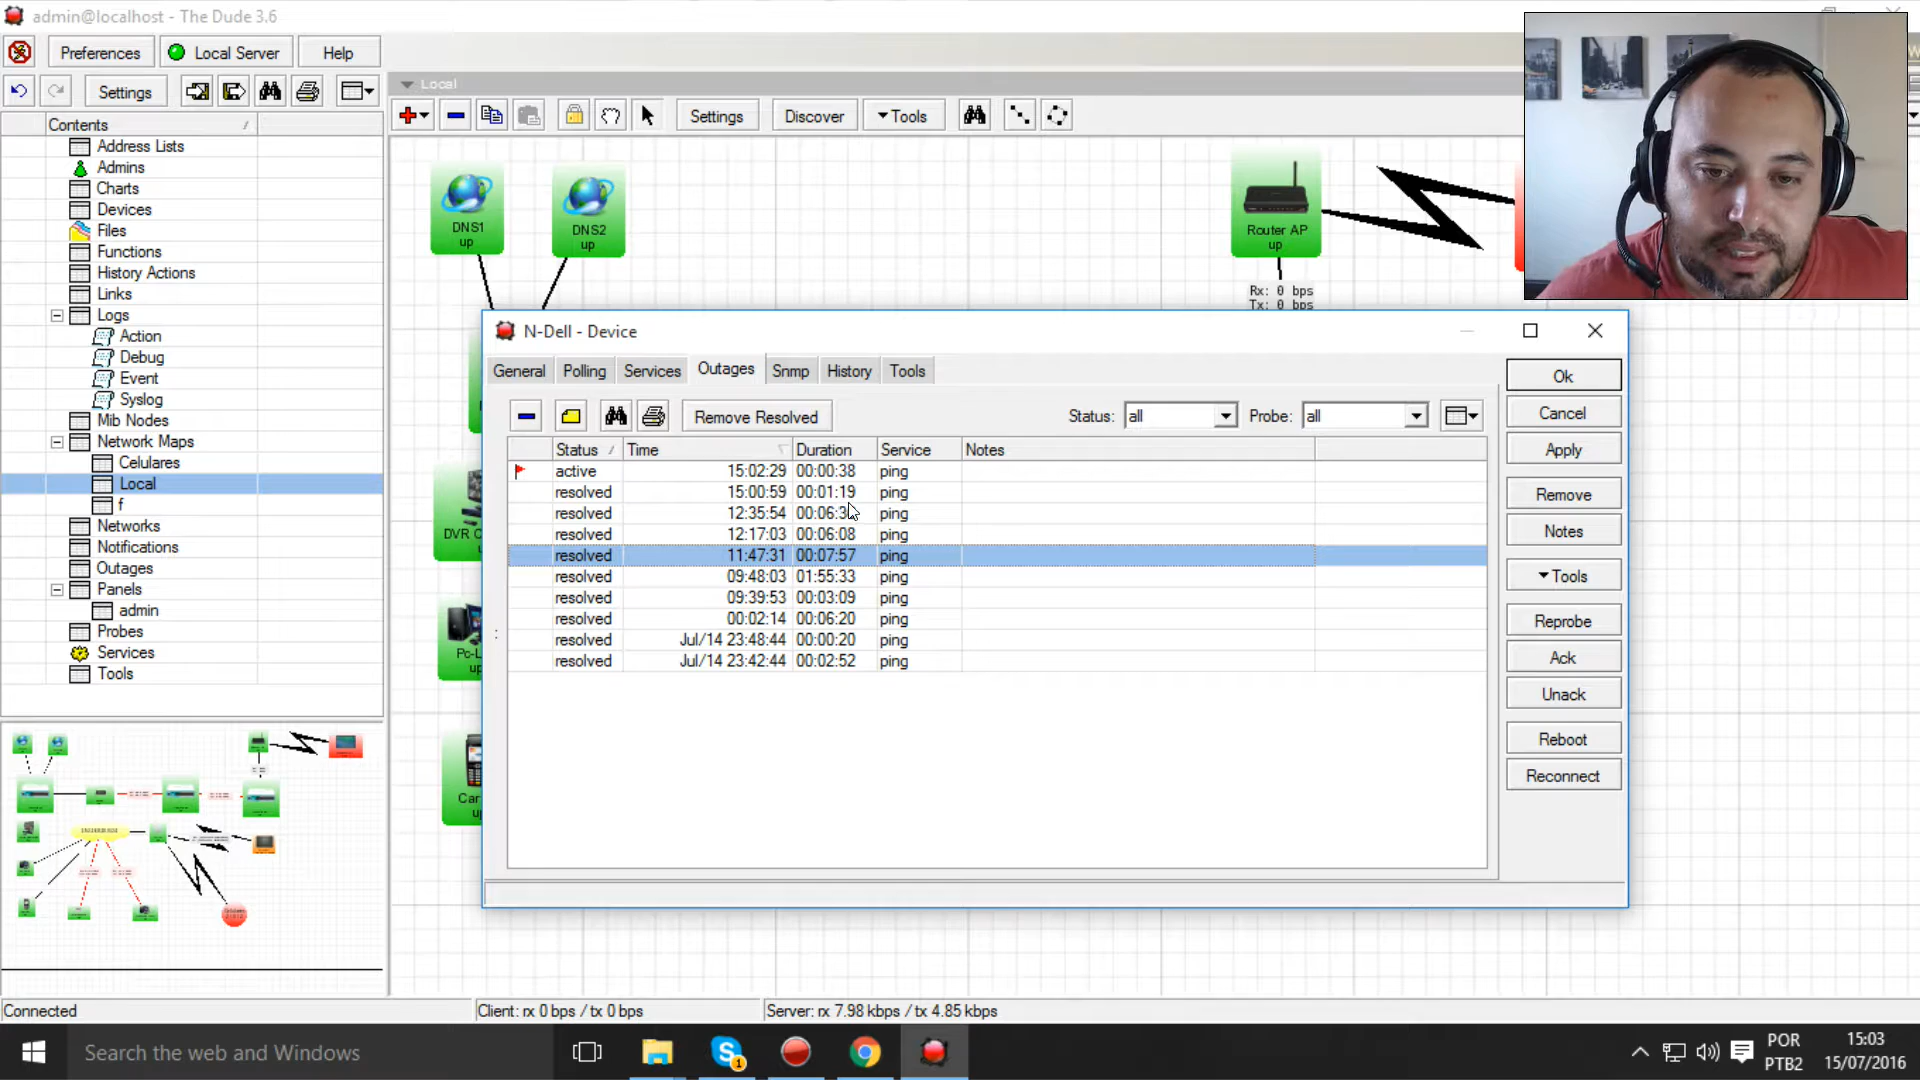 admin@localhost - The Dude 3.6
Preferences Local Server Help
Settings
Local
Settings Discover Tools
Contents
Address Lists
Admins
Charts
Devices
Files
Functions
History Actions
Links
Logs
Action
Debug
Event
Syslog
Mib Nodes
Network Maps
Celulares
Local
f
Networks
Notifications
Outages
Panels
admin
Probes
Services
Tools
DNS1
up
DNS2
up
Router AP
up
Rx: 0 bps
Tx: 0 bps
DVR
Pc-L
up
Car
up
N-Dell - Device
General Polling Services Outages Snmp History Tools
Remove Resolved Status: all Probe: all
Status Time Duration Service Notes
active 15:02:29 00:00:38 ping
resolved 15:00:59 00:01:19 ping
resolved 12:35:54 ping
resolved 12:17:03 00:06:08 ping
resolved 11:47:31 00:07:57 ping
resolved 09:48:03 01:55:33 ping
resolved 09:39:53 00:03:09 ping
resolved 00:02:14 00:06:20 ping
resolved Jul/14 23:48:44 00:00:20 ping
resolved Jul/14 23:42:44 00:02:52 ping
Ok
Cancel
Apply
Remove
Notes
Tools
Reprobe
Ack
Unack
Reboot
Reconnect
Connected Client: rx 0 bps / tx 0 bps Server: rx 7.98 kbps / tx 4.85 kbps
Search the web and Windows
1
POR
PTB2
15:03
15/07/2016